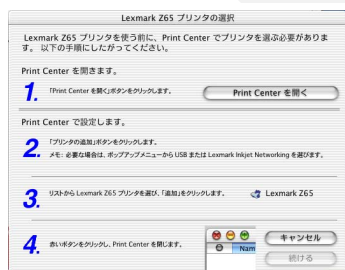 Lexmark Z65 プリンタの選択
Lexmark Z65 プリンタを使う前に、Print Center でプリンタを選ぶ必要がありま
す。 以下の手順にしたがってください。
Print Center を開きます。
1. 「Print Center を開く」ボタンをクリックします。
Print Center を開く
Print Center で設定します。
2. 「プリンタの追加」ボタンをクリックします。
メモ: 必要な場合は、ポップアップメニューから USB または Lexmark Inkjet Networking を選びます。
3. リストから Lexmark Z65 プリンタを選び、「追加」をクリックします。
Lexmark Z65
4. 赤いボタンをクリックし、Print Center を閉じます。
Nam
キャンセル
続ける